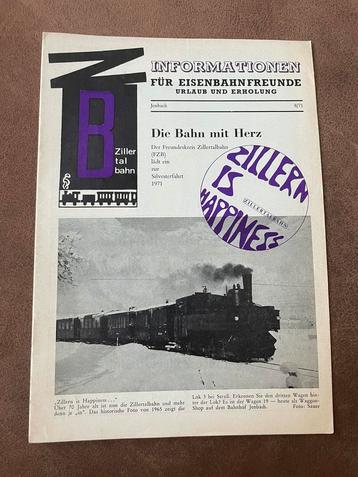 ZB
Ziller
tal
bahn
INFORMATIONEN
FÜR EISENBAHNFREUNDE
URLAUB UND ERHOLUNG
Jenbach 8/71
Die Bahn mit Herz
Der Freundeskreis Zillertalbahn
(FZB)
lädt ein
zur
Silvesterfahrt
1971
ZILLERN
IS
ZILLERTALBAHN
HAPPINESS
„Zillern is Happiness . . .“
Über 70 Jahre alt ist nun die Zillertalbahn und mehr
denn je „in“. Das historische Foto von 1965 zeigt die
Lok 3 bei Straß. Erkennen Sie den dritten Wagen hin-
ter der Lok? Es ist der Wagen 19 — heute als Waggon-
Shop auf dem Bahnhof Jenbach. Foto: Sauer